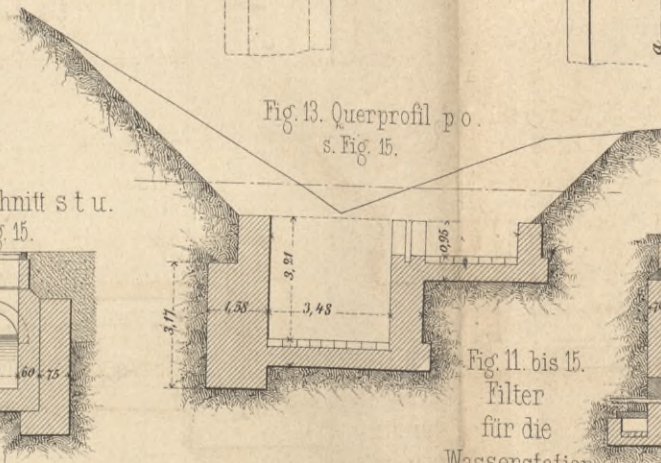 Fig. 13. Querprofil p o.
s. Fig. 15.
hnitt s t u.
15.
3,21
0,95
3,17
1,58
3,48
60
75
Fig. 11. bis 15.
Filter
für die
Wasserstation